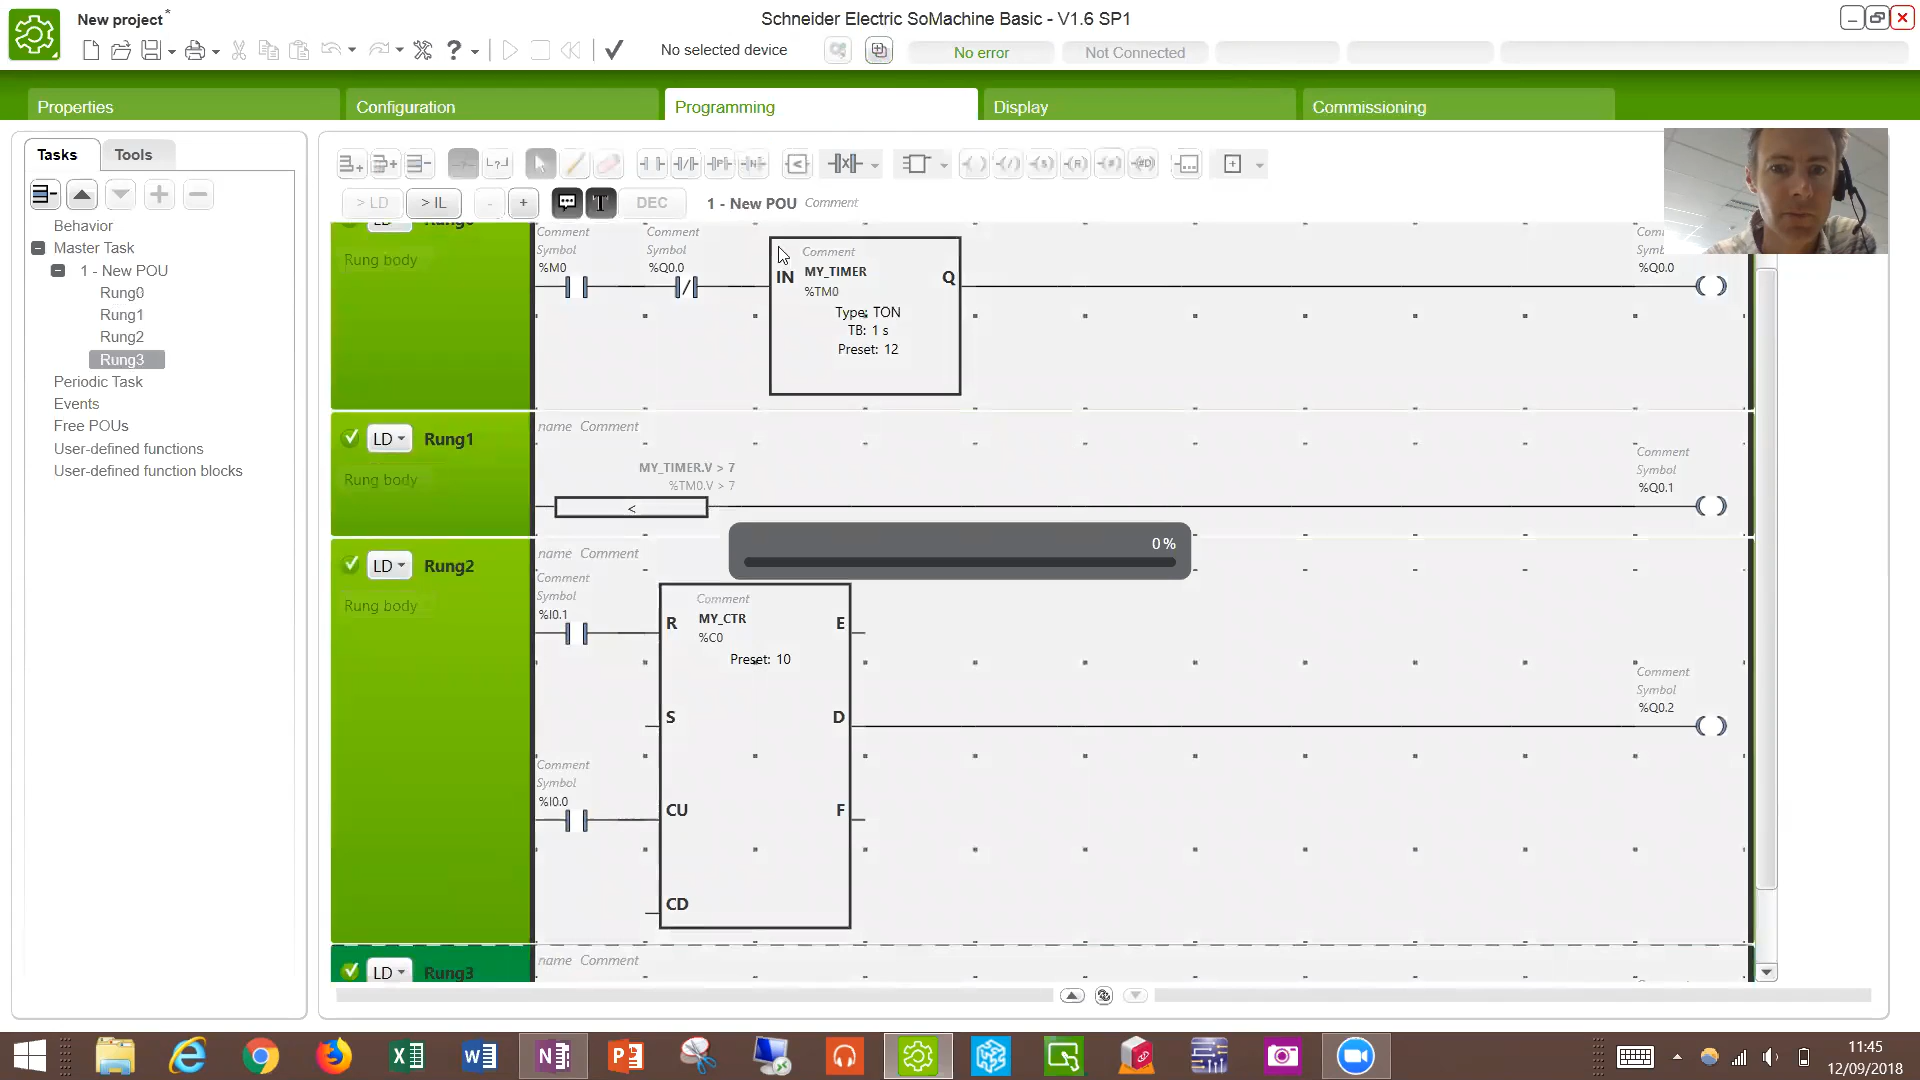 New project*
Schneider Electric SoMachine Basic - V1.6 SP1
No selected device
No error
Not Connected
Properties
Configuration
Programming
Display
Commissioning
Tasks
Tools
Behavior
Master Task
1 - New POU
Rung0
Rung1
Rung2
Rung3
Periodic Task
Events
Free POUs
User-defined functions
User-defined function blocks
> LD
> IL
-
+
T
DEC
1 - New POU Comment
Rung body
Comment
Symbol
%M0
Comment
Symbol
%Q0.0
Comment
IN
MY_TIMER
Q
%TM0
Type: TON
TB: 1 s
Preset: 12
Symbol
%Q0.0
LD
Rung1
Rung body
name Comment
MY_TIMER.V > 7
%TM0.V > 7
<
Comment
Symbol
%Q0.1
0 %
LD
Rung2
Rung body
name Comment
Comment
Symbol
%I0.1
Comment
R
MY_CTR
E
%C0
Preset: 10
S
D
Comment
Symbol
%Q0.2
Comment
Symbol
%I0.0
CU
F
CD
LD
Rung3
name Comment
11:45
12/09/2018